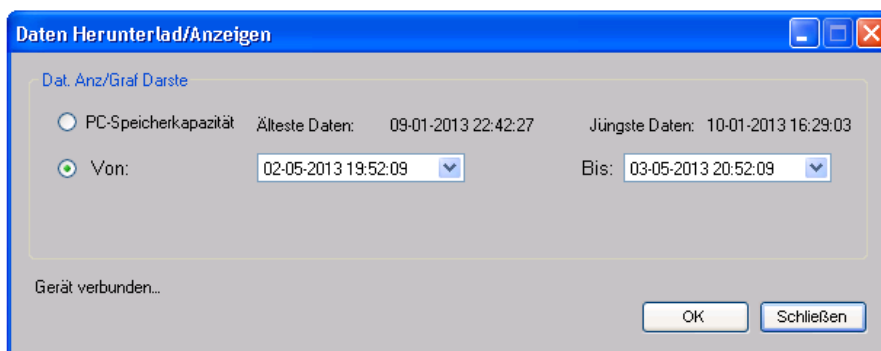 Daten Herunterlad/Anzeigen
Dat. Anz/Graf Darste
PC-Speicherkapazität Älteste Daten: 09-01-2013 22:42:27 Jüngste Daten: 10-01-2013 16:29:03
Von: 02-05-2013 19:52:09 Bis: 03-05-2013 20:52:09
Gerät verbunden...
OK Schließen